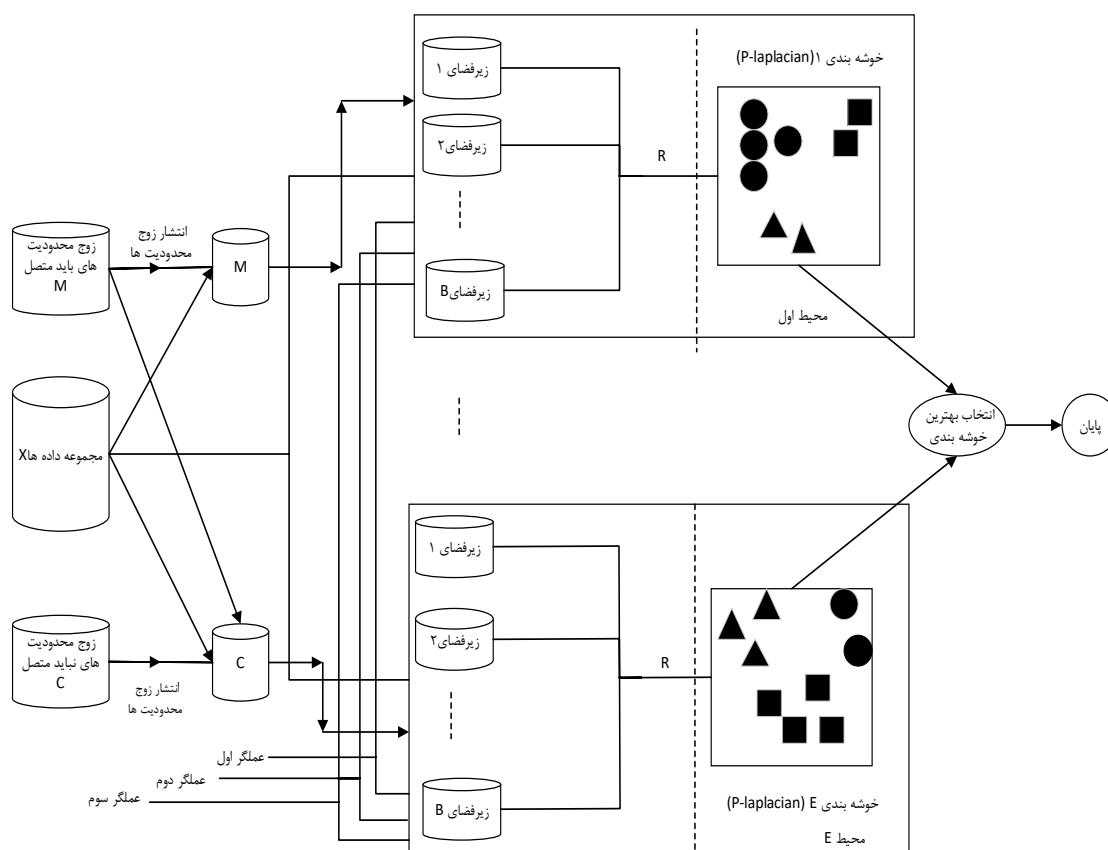 زیرفضای ۱
زیرفضای۲
زیرفضایB
R
خوشه بندی ۱(P-laplacian)
محیط اول
زوج محدودیت
های باید متصل
M
انتشار زوج
محدودیت ها
M
مجموعه داده هاX
زوج محدودیت
های نباید متصل
C
انتشار زوج
محدودیت ها
C
عملگر اول
عملگر دوم
عملگر سوم
زیرفضای ۱
زیرفضای۲
زیرفضای B
R
خوشه بندی E (P-laplacian)
محیط E
انتخاب بهترین
خوشه بندی
پایان